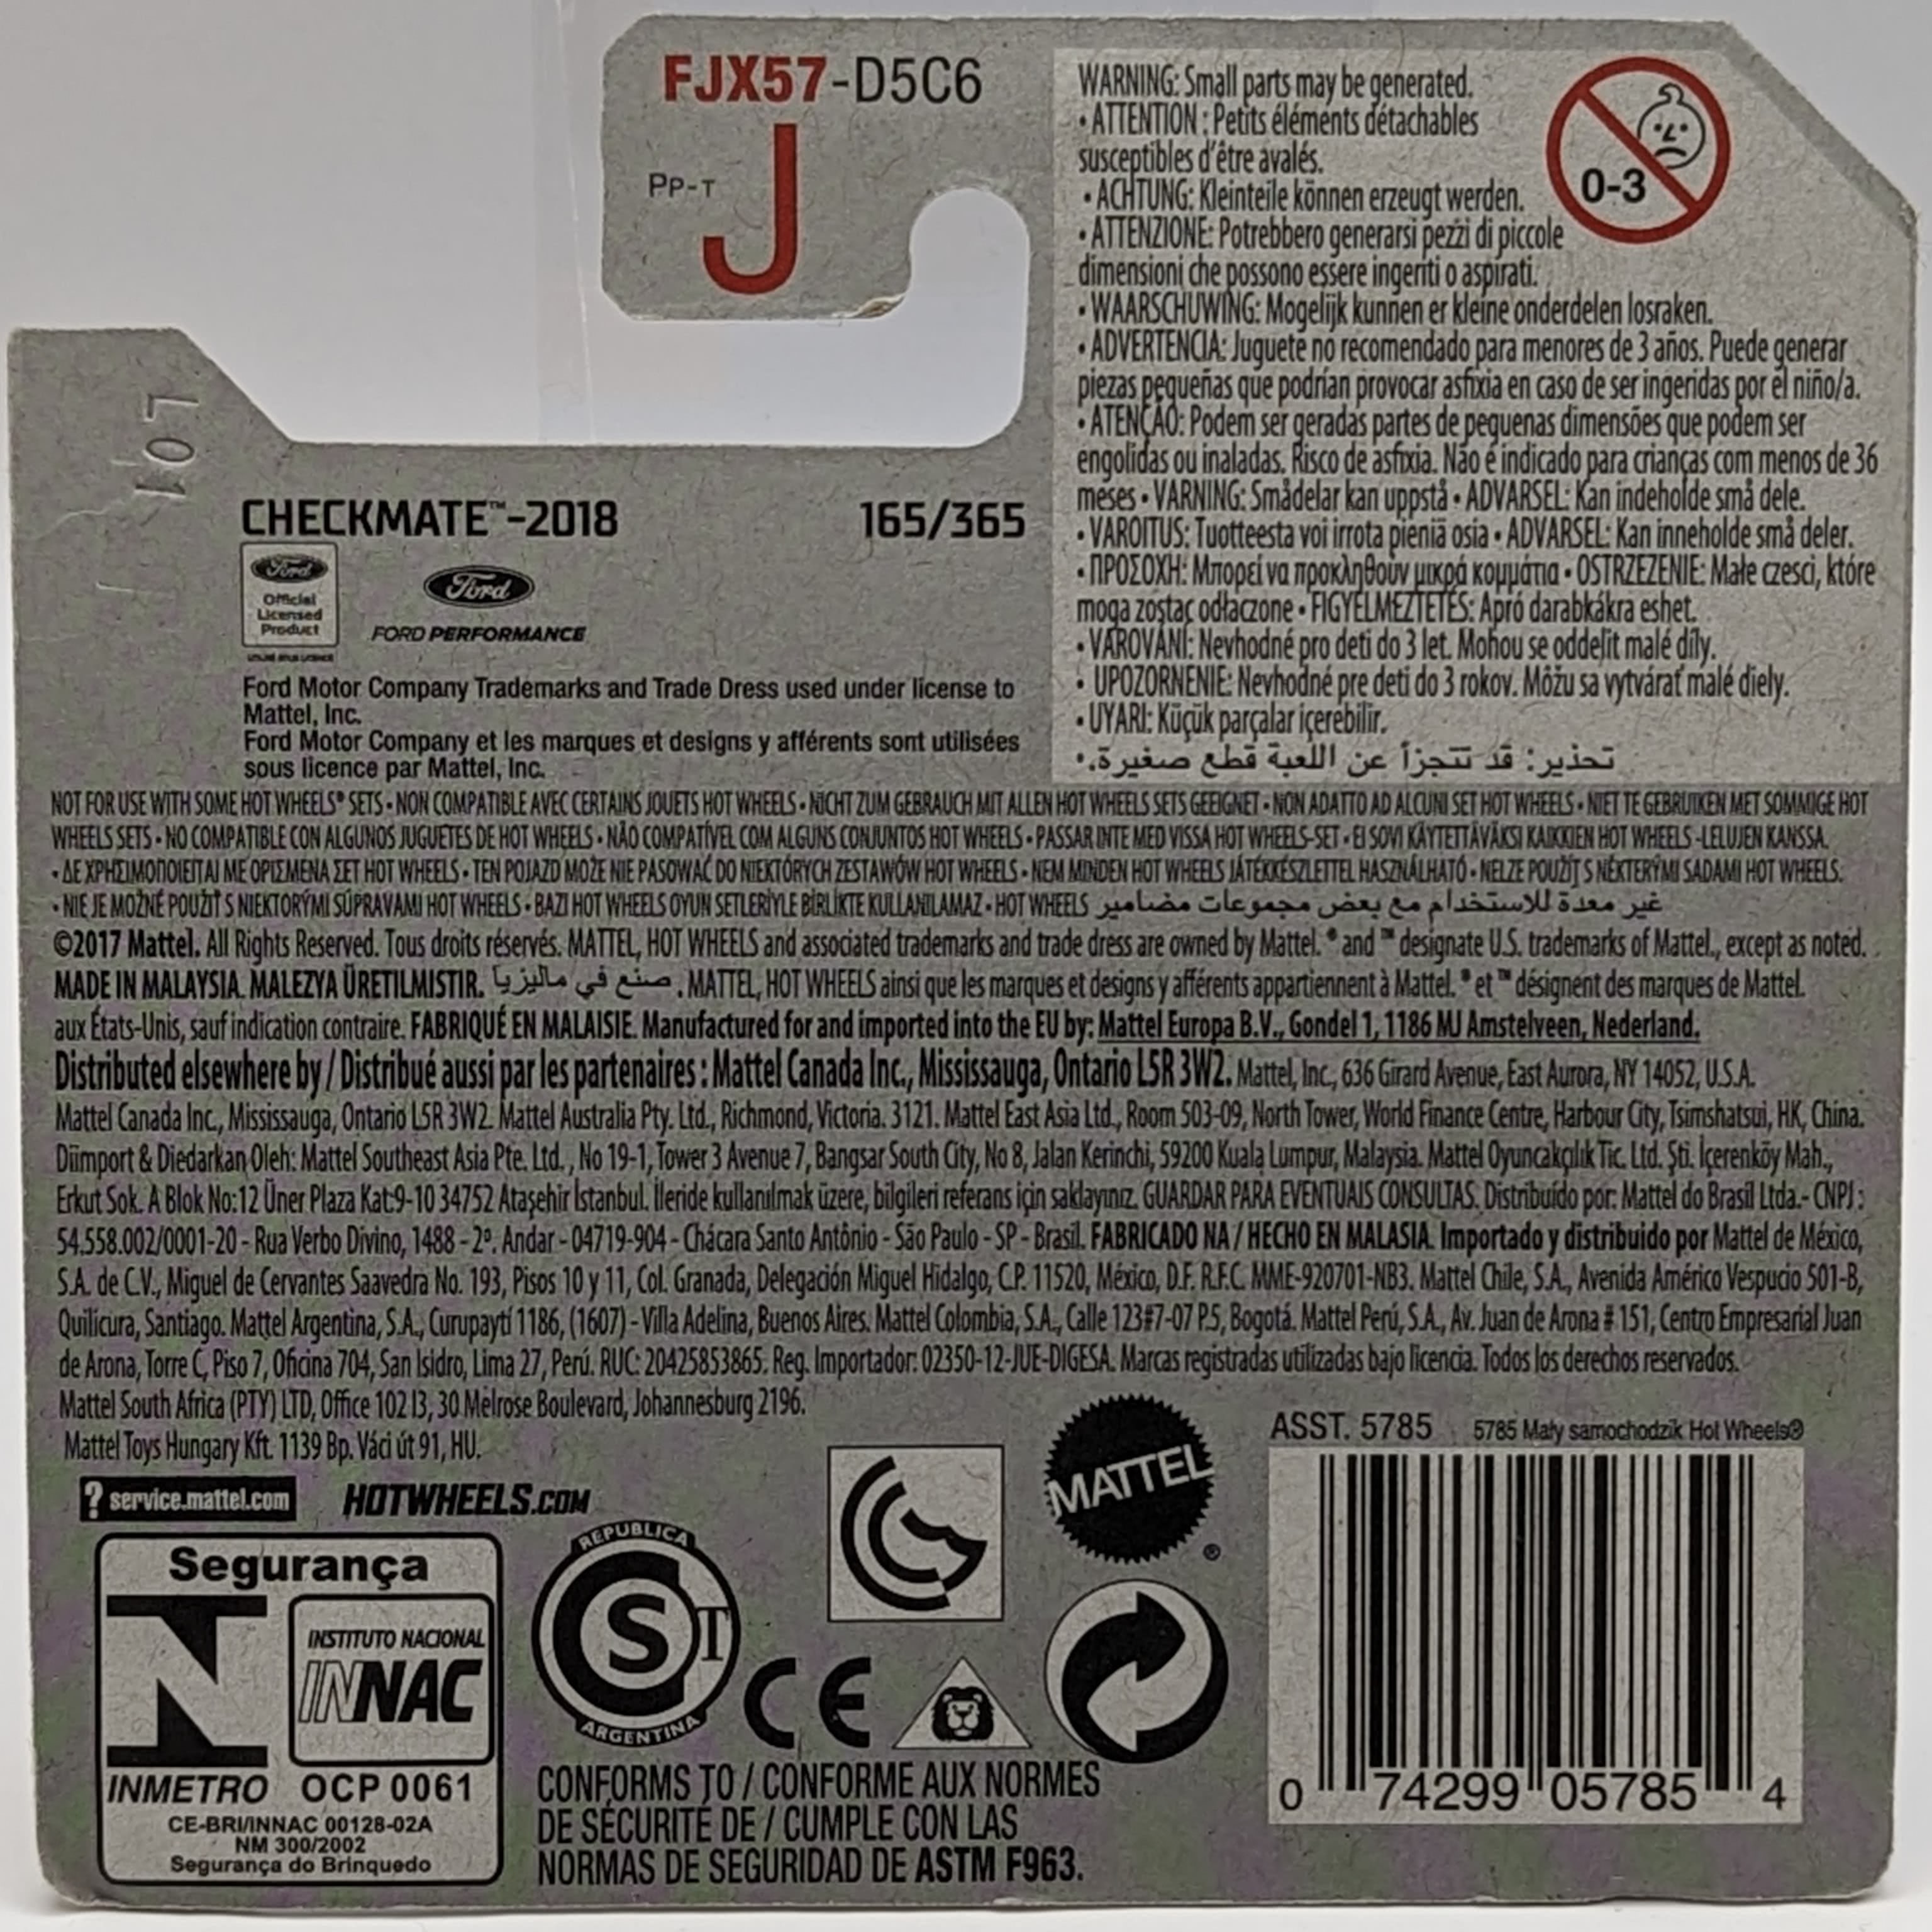 FJX57-D5C6
PP-T
J
WARNING: Small parts may be generated.
• ATTENTION : Petits éléments détachables
susceptibles d'être avalés.
• ACHTUNG: Kleinteile können erzeugt werden.
• ATTENZIONE: Potrebbero generarsi pezzi di piccole
dimensioni che possono essere ingeriti o aspirati.
• WAARSCHUWING: Mogelijk kunnen er kleine onderdelen losraken.
• ADVERTENCIA: Juguete no recomendado para menores de 3 años. Puede generar
piezas pequeñas que podrían provocar asfixia en caso de ser ingeridas por el niño/a.
• ATENÇÃO: Podem ser geradas partes de pequenas dimensões que podem ser
engolidas ou inaladas. Risco de asfixia. Não é indicado para crianças com menos de 36
meses • VARNING: Smådelar kan uppstå • ADVARSEL: Kan indeholde små dele.
• VAROITUS: Tuotteesta voi irrota pieniä osia • ADVARSEL: Kan inneholde små deler.
• ΠΡΟΣΟΧΗ: Μπορεί να προκληθούν μικρά κομμάτια • OSTRZEZENIE: Małe czesci, które
moga zostac odłaczone • FIGYELMEZTETÉS: Apró darabkákra eshet.
• VAROVÁNÍ: Nevhodné pro deti do 3 let. Mohou se oddelit malé díly.
• UPOZORNENIE: Nevhodné pre deti do 3 rokov. Môžu sa vytvárať malé diely.
• UYARI: Küçük parçalar içerebilir.
•تحذير: قد تتجزأ عن اللعبة قطع صغيرة.
0-3
L01
CHECKMATE™-2018 165/365
Ford
Official
Licensed
Product
Ford
FORD PERFORMANCE
Ford Motor Company Trademarks and Trade Dress used under license to
Mattel, Inc.
Ford Motor Company et les marques et designs y afférents sont utilisées
sous licence par Mattel, Inc.
NOT FOR USE WITH SOME HOT WHEELS® SETS • NON COMPATIBLE AVEC CERTAINS JOUETS HOT WHEELS • NICHT ZUM GEBRAUCH MIT ALLEN HOT WHEELS SETS GEEIGNET • NON ADATTO AD ALCUNI SET HOT WHEELS • NIET TE GEBRUIKEN MET SOMMIGE HOT
WHEELS SETS • NO COMPATIBLE CON ALGUNOS JUGUETES DE HOT WHEELS • NÃO COMPATÍVEL COM ALGUNS CONJUNTOS HOT WHEELS • PASSAR INTE MED VISSA HOT WHEELS-SET • EI SOVI KÄYTETTÄVÄKSI KAIKKIEN HOT WHEELS -LELUJEN KANSSA.
• ΔΕ ΧΡΗΣΙΜΟΠΟΙΕΙΤΑΙ ΜΕ ΟΡΙΣΜΕΝΑ ΣΕΤ HOT WHEELS • TEN POJAZD MOŻE NIE PASOWAĆ DO NIEKTÓRYCH ZESTAWÓW HOT WHEELS • NEM MINDEN HOT WHEELS JÁTÉKKÉSZLETTEL HASZNÁLHATÓ • NELZE POUŽÍT S NĚKTERÝMI SADAMI HOT WHEELS.
• NIE JE MOŽNÉ POUŽIŤ S NIEKTORÝMI SÚPRAVAMI HOT WHEELS • BAZI HOT WHEELS OYUN SETLERİYLE BİRLİKTE KULLANILAMAZ • HOT WHEELS غير معدة للاستخدام مع بعض مجموعات مضامير
©2017 Mattel. All Rights Reserved. Tous droits réservés. MATTEL, HOT WHEELS and associated trademarks and trade dress are owned by Mattel. ® and ™ designate U.S. trademarks of Mattel., except as noted.
MADE IN MALAYSIA. MALEZYA ÜRETILMISTIR. صنع في ماليزيا. MATTEL, HOT WHEELS ainsi que les marques et designs y afférents appartiennent à Mattel. ® et ™ désignent des marques de Mattel.
aux États-Unis, sauf indication contraire. FABRIQUÉ EN MALAISIE. Manufactured for and imported into the EU by: Mattel Europa B.V., Gondel 1, 1186 MJ Amstelveen, Nederland.
Distributed elsewhere by / Distribué aussi par les partenaires : Mattel Canada Inc., Mississauga, Ontario L5R 3W2. Mattel, Inc., 636 Girard Avenue, East Aurora, NY 14052, U.S.A.
Mattel Canada Inc., Mississauga, Ontario L5R 3W2. Mattel Australia Pty. Ltd., Richmond, Victoria. 3121. Mattel East Asia Ltd., Room 503-09, North Tower, World Finance Centre, Harbour City, Tsimshatsui, HK, China.
Diimport & Diedarkan Oleh: Mattel Southeast Asia Pte. Ltd. , No 19-1, Tower 3 Avenue 7, Bangsar South City, No 8, Jalan Kerinchi, 59200 Kuala Lumpur, Malaysia. Mattel Oyuncakçılık Tic. Ltd. Şti. İçerenköy Mah.,
Erkut Sok. A Blok No:12 Üner Plaza Kat:9-10 34752 Ataşehir İstanbul. İleride kullanılmak üzere, bilgileri referans için saklayınız. GUARDAR PARA EVENTUAIS CONSULTAS. Distribuído por: Mattel do Brasil Ltda.- CNPJ :
54.558.002/0001-20 - Rua Verbo Divino, 1488 - 2º. Andar - 04719-904 - Chácara Santo Antônio - São Paulo - SP - Brasil. FABRICADO NA / HECHO EN MALASIA. Importado y distribuido por Mattel de México,
S.A. de C.V., Miguel de Cervantes Saavedra No. 193, Pisos 10 y 11, Col. Granada, Delegación Miguel Hidalgo, C.P. 11520, México, D.F. R.F.C. MME-920701-NB3. Mattel Chile, S.A., Avenida Américo Vespucio 501-B,
Quilicura, Santiago. Mattel Argentina, S.A., Curupaytí 1186, (1607) - Villa Adelina, Buenos Aires. Mattel Colombia, S.A., Calle 123#7-07 P.5, Bogotá. Mattel Perú, S.A., Av. Juan de Arona # 151, Centro Empresarial Juan
de Arona, Torre C, Piso 7, Oficina 704, San Isidro, Lima 27, Perú. RUC: 20425853865. Reg. Importador: 02350-12-JUE-DIGESA. Marcas registradas utilizadas bajo licencia. Todos los derechos reservados.
Mattel South Africa (PTY) LTD, Office 102 I3, 30 Melrose Boulevard, Johannesburg 2196.
Mattel Toys Hungary Kft. 1139 Bp. Váci út 91, HU.
? service.mattel.com HOTWHEELS.COM
MATTEL ®
ASST. 5785 5785 Mały samochodzik Hot Wheels®
Segurança
INSTITUTO NACIONAL
INNAC
INMETRO OCP 0061
CE-BRI/INNAC 00128-02A
NM 300/2002
Segurança do Brinquedo
REPUBLICA
S T
ARGENTINA
CE
CONFORMS TO / CONFORME AUX NORMES
DE SÉCURITÉ DE / CUMPLE CON LAS
NORMAS DE SEGURIDAD DE ASTM F963.
0 74299 05785 4